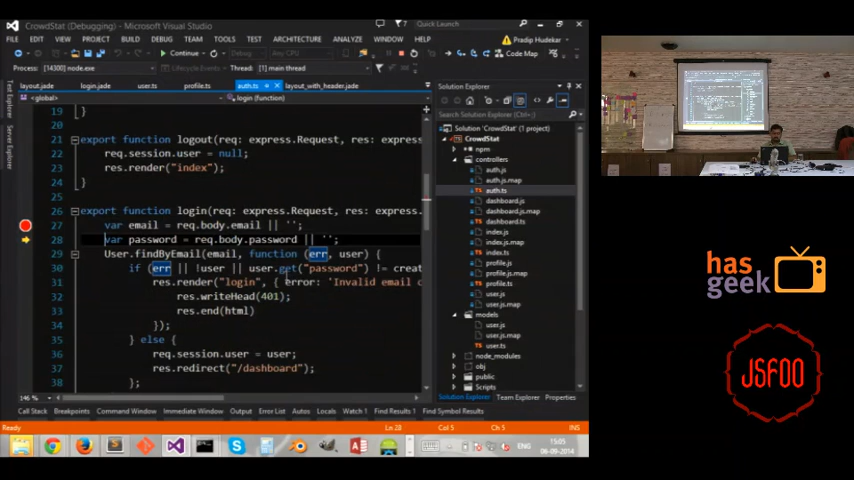 CrowdStat (Debugging) - Microsoft Visual Studio
7
Quick Launch
FILE EDIT VIEW PROJECT BUILD DEBUG TEAM TOOLS TEST ARCHITECTURE ANALYZE WINDOW HELP
Pradip Hudekar
Continue
Debug
Any CPU
Code Map
Process: [14300] node.exe
Lifecycle Events
Thread: [1] main thread
layout.jade login.jade user.ts profile.ts auth.ts layout_with_header.jade
<global>
login (function)
Test Explorer
Server Explorer
19 }
20
21 export function logout(req: express.Request, res: expres
22 req.session.user = null;
23 res.render("index");
24 }
25
26 export function login(req: express.Request, res: express
27 var email = req.body.email || '';
28 var password = req.body.password || '';
29 User.findByEmail(email, function (err, user) {
30 if (err || !user || user.get("password") != creat
31 res.render("login", { error: 'Invalid email o
32 res.writeHead(401);
33 res.end(html)
34 });
35 } else {
36 req.session.user = user;
37 res.redirect("/dashboard");
38 };
146 %
Solution Explorer
Search Solution Explorer (Ctrl+;)
Solution 'CrowdStat' (1 project)
CrowdStat
npm
controllers
auth.js
auth.js.map
auth.ts
dashboard.js
dashboard.js.map
dashboard.ts
index.js
index.js.map
index.ts
profile.js
profile.js.map
profile.ts
user.js
user.js.map
models
user.js
user.js.map
user.ts
node_modules
obj
public
Scripts
Solution Explorer Team Explorer Properties
Call Stack Breakpoints Command Window Immediate Window Output Error List Autos Locals Watch 1 Find Results 1 Find Symbol Results
Ready
Ln 28
Col 5
Ch 5
INS
ENG
15:05
06-09-2014
has
geek
JSFOO